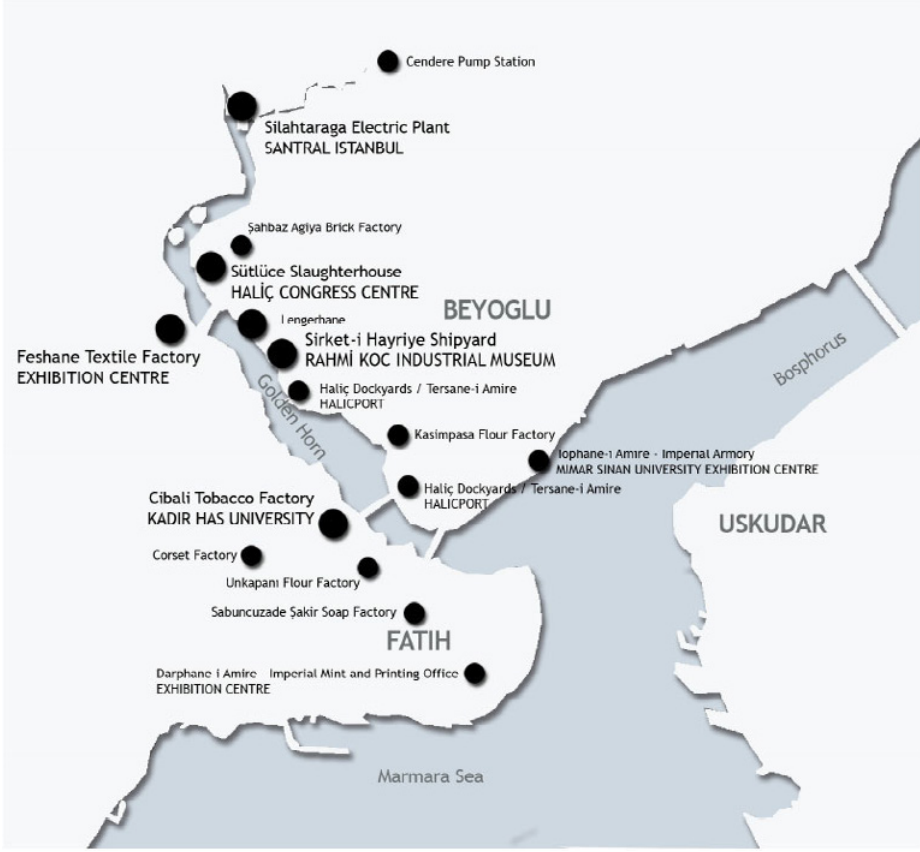 Cendere Pump Station
Silahtaraga Electric Plant
SANTRAL ISTANBUL
Şahbaz Agiya Brick Factory
Sütlüce Slaughterhouse
HALİÇ CONGRESS CENTRE
BEYOGLU
Lengerhane
Sirket-i Hayriye Shipyard
RAHMİ KOC INDUSTRIAL MUSEUM
Feshane Textile Factory
EXHIBITION CENTRE
Bosphorus
Golden Horn
Haliç Dockyards / Tersane-i Amire
HALICPORT
Kasimpasa Flour Factory
Tophane-ı Amire - Imperial Armory
MIMAR SINAN UNIVERSITY EXHIBITION CENTRE
Haliç Dockyards / Tersane-i Amire
HALICPORT
Cibali Tobacco Factory
KADIR HAS UNIVERSITY
USKUDAR
Corset Factory
Unkapanı Flour Factory
Sabuncuzade Şakir Soap Factory
FATIH
Darphane i Amire Imperial Mint and Printing Office
EXHIBITION CENTRE
Marmara Sea